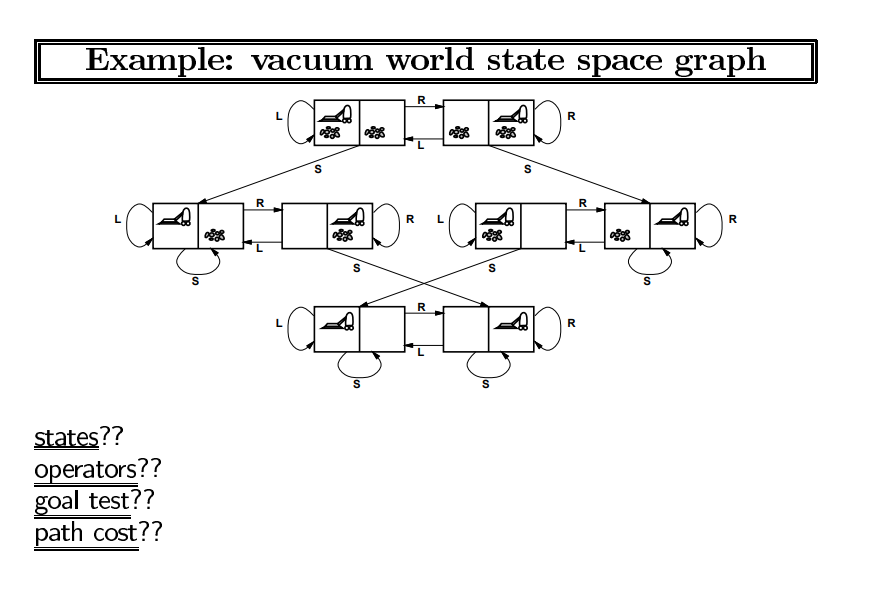 Example: vacuum world state space graph
R
L
R
L
S
S
R
R
L
R
L
R
L
L
S
S
S
S
R
L
R
L
S
S
states??
operators??
goal test??
path cost??